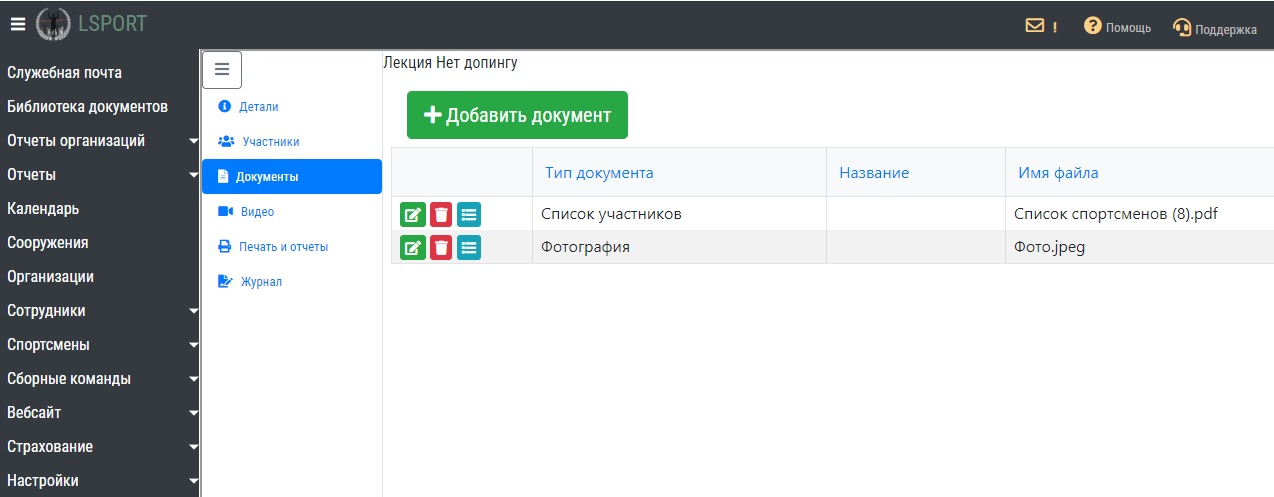 LSPORT
!
Помощь
Поддержка
Служебная почта
Библиотека документов
Отчеты организаций
Отчеты
Календарь
Сооружения
Организации
Сотрудники
Спортсмены
Сборные команды
Вебсайт
Страхование
Настройки
Детали
Участники
Документы
Видео
Печать и отчеты
Журнал
Лекция Нет допингу
Добавить документ
Тип документа Название Имя файла
Список участников Список спортсменов (8).pdf
Фотография Фото.jpeg